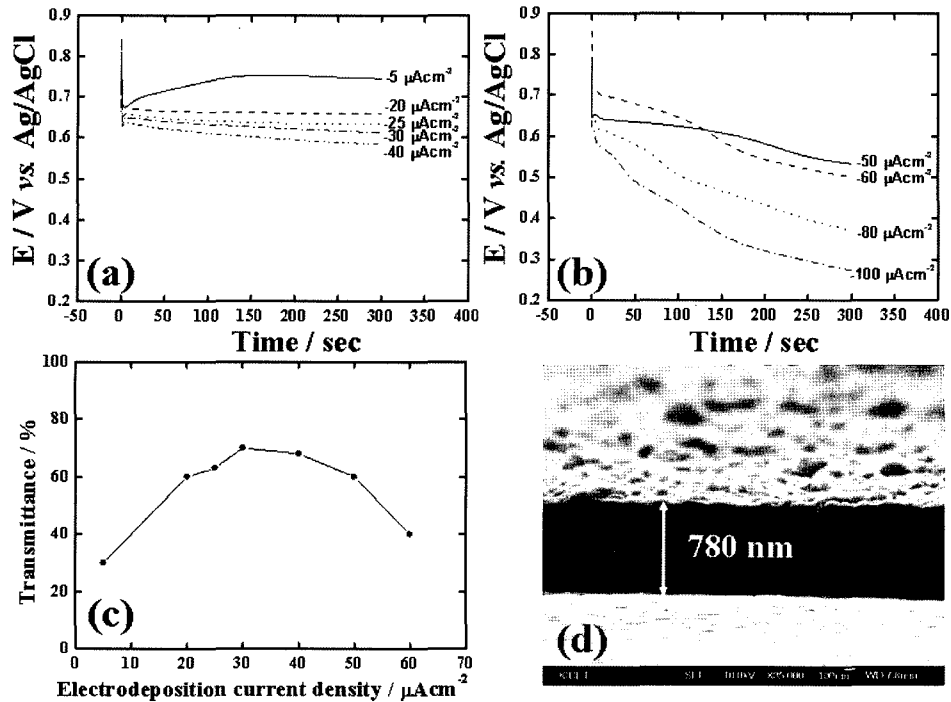 E / V vs. Ag/AgCl
0.9
0.8
0.7
0.6
0.5
0.4
0.3
0.2
-5 μAcm⁻²
-20 μAcm⁻²
-25 μAcm⁻²
-30 μAcm⁻²
-40 μAcm⁻²
(a)
-50 0 50 100 150 200 250 300 350 400
Time / sec
E / V vs. Ag/AgCl
0.9
0.8
0.7
0.6
0.5
0.4
0.3
0.2
-50 μAcm⁻²
-60 μAcm⁻²
-80 μAcm⁻²
-100 μAcm⁻²
(b)
-50 0 50 100 150 200 250 300 350 400
Time / sec
Transmittance / %
100
80
60
40
20
0
(c)
0 10 20 30 40 50 60 70
Electrodeposition current density / μAcm⁻²
780 nm
(d)